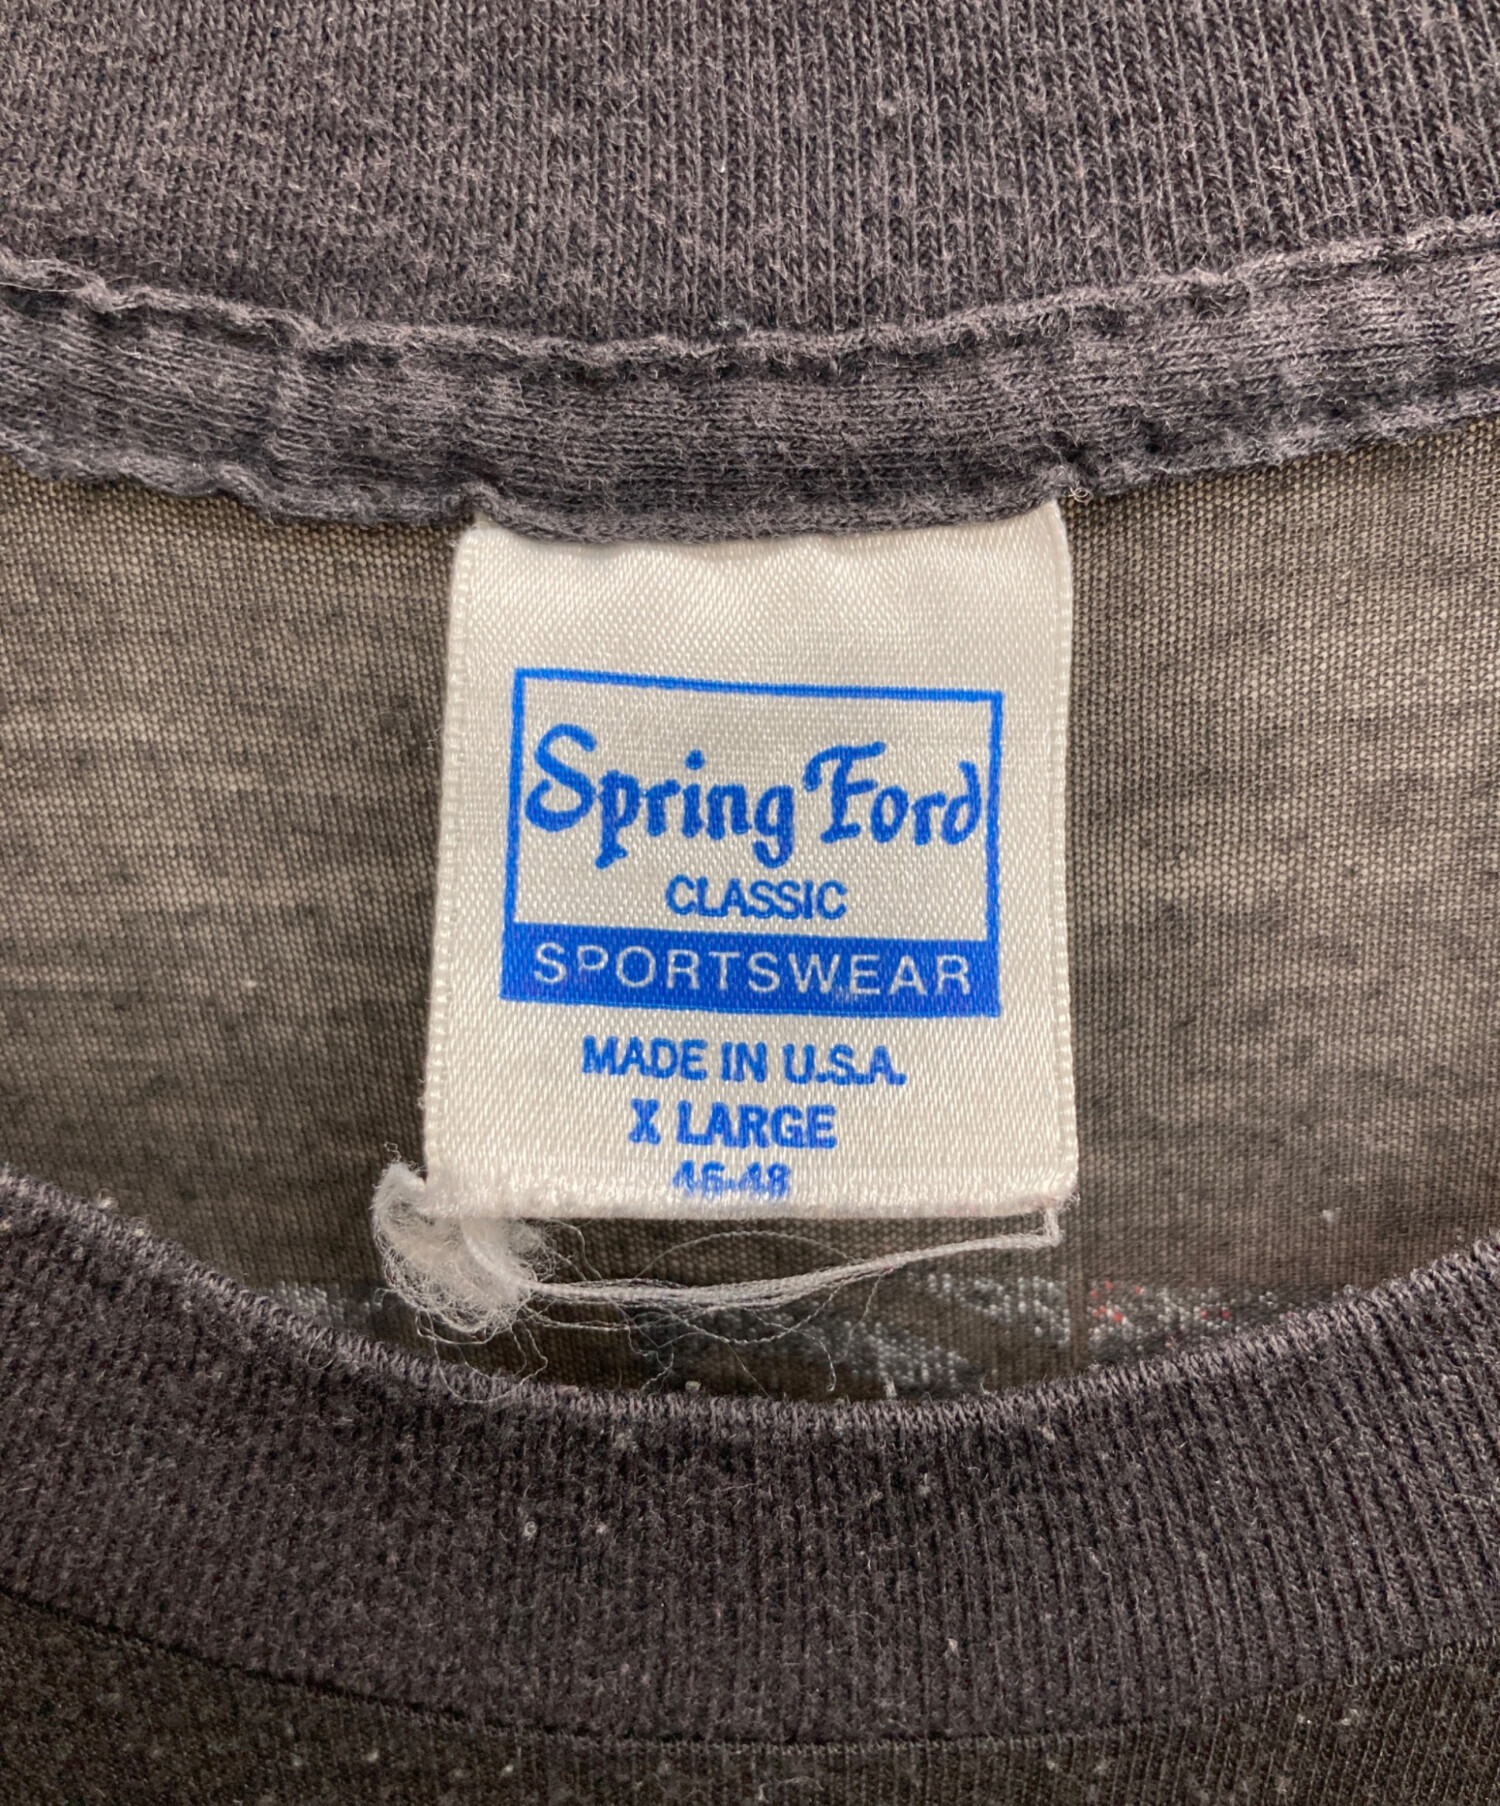 Spring Ford
CLASSIC
SPORTSWEAR
MADE IN U.S.A.
X LARGE
46-48